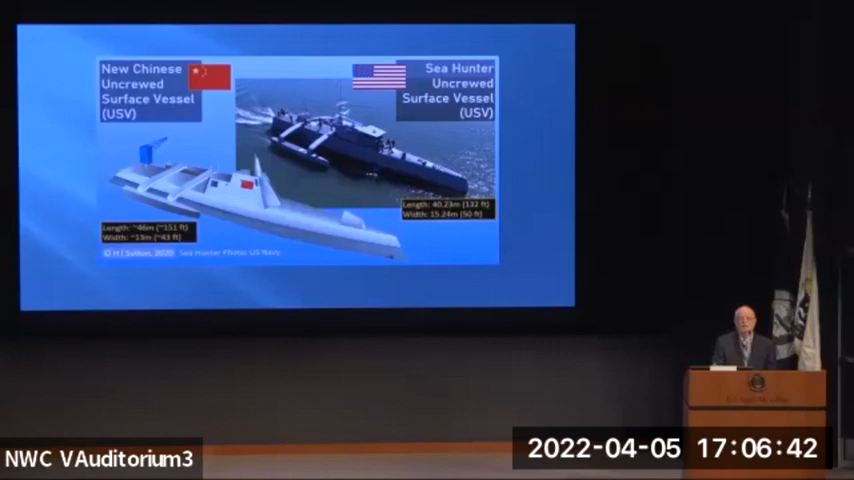 New Chinese
Uncrewed
Surface Vessel
(USV)
Sea Hunter
Uncrewed
Surface Vessel
(USV)
Length: 40.23m (132 ft)
Width: 15.24m (50 ft)
Length: ~46m (~151 ft)
Width: ~13m (~43 ft)
© H I Sutton, 2020 Sea Hunter Photo: US Navy
NWC VAuditorium3
2022-04-05 17:06:42